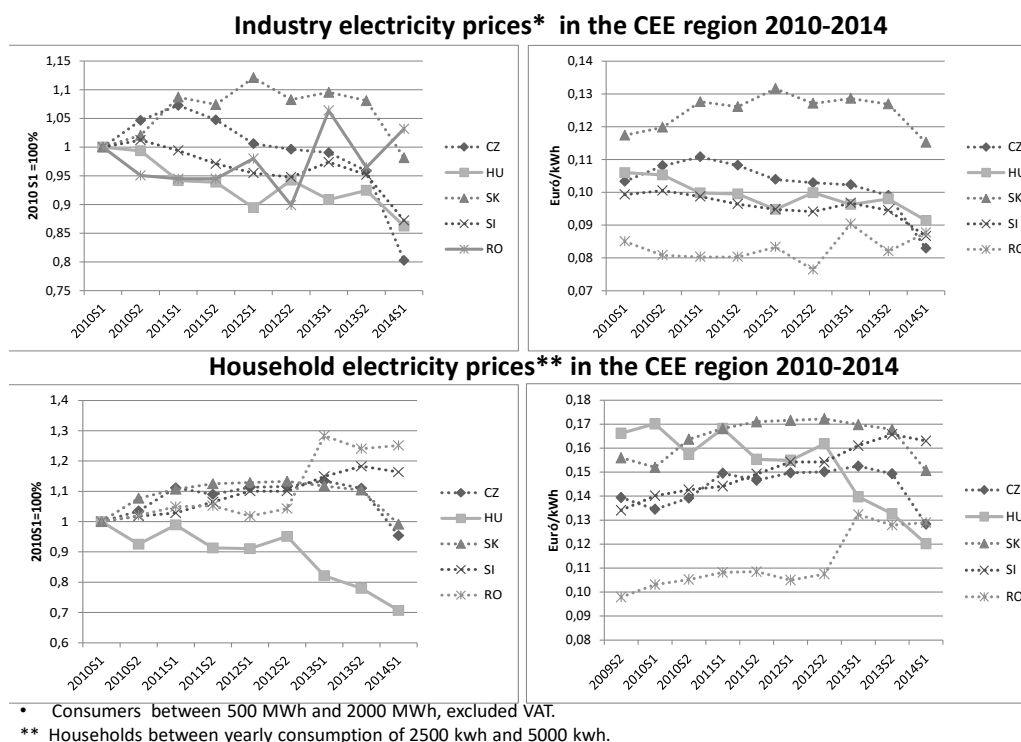 Industry electricity prices* in the CEE region 2010-2014
2010 S1 =100%
1,15
1,1
1,05
1
0,95
0,9
0,85
0,8
0,75
2010S1
2010S2
2011S1
2011S2
2012S1
2012S2
2013S1
2013S2
2014S1
CZ
HU
SK
SI
RO
Euró/kWh
0,14
0,13
0,12
0,11
0,10
0,09
0,08
0,07
2010S1
2010S2
2011S1
2011S2
2012S1
2012S2
2013S1
2013S2
2014S1
CZ
HU
SK
SI
RO
Household electricity prices** in the CEE region 2010-2014
2010S1=100%
1,4
1,3
1,2
1,1
1
0,9
0,8
0,7
0,6
2010S1
2010S2
2011S1
2011S2
2012S1
2012S2
2013S1
2013S2
2014S1
CZ
HU
SK
SI
RO
Euró/kWh
0,18
0,17
0,16
0,15
0,14
0,13
0,12
0,11
0,10
0,09
0,08
2009S2
2010S1
2010S2
2011S1
2011S2
2012S1
2012S2
2013S1
2013S2
2014S1
CZ
HU
SK
SI
RO
• Consumers between 500 MWh and 2000 MWh, excluded VAT.
** Households between yearly consumption of 2500 kwh and 5000 kwh.